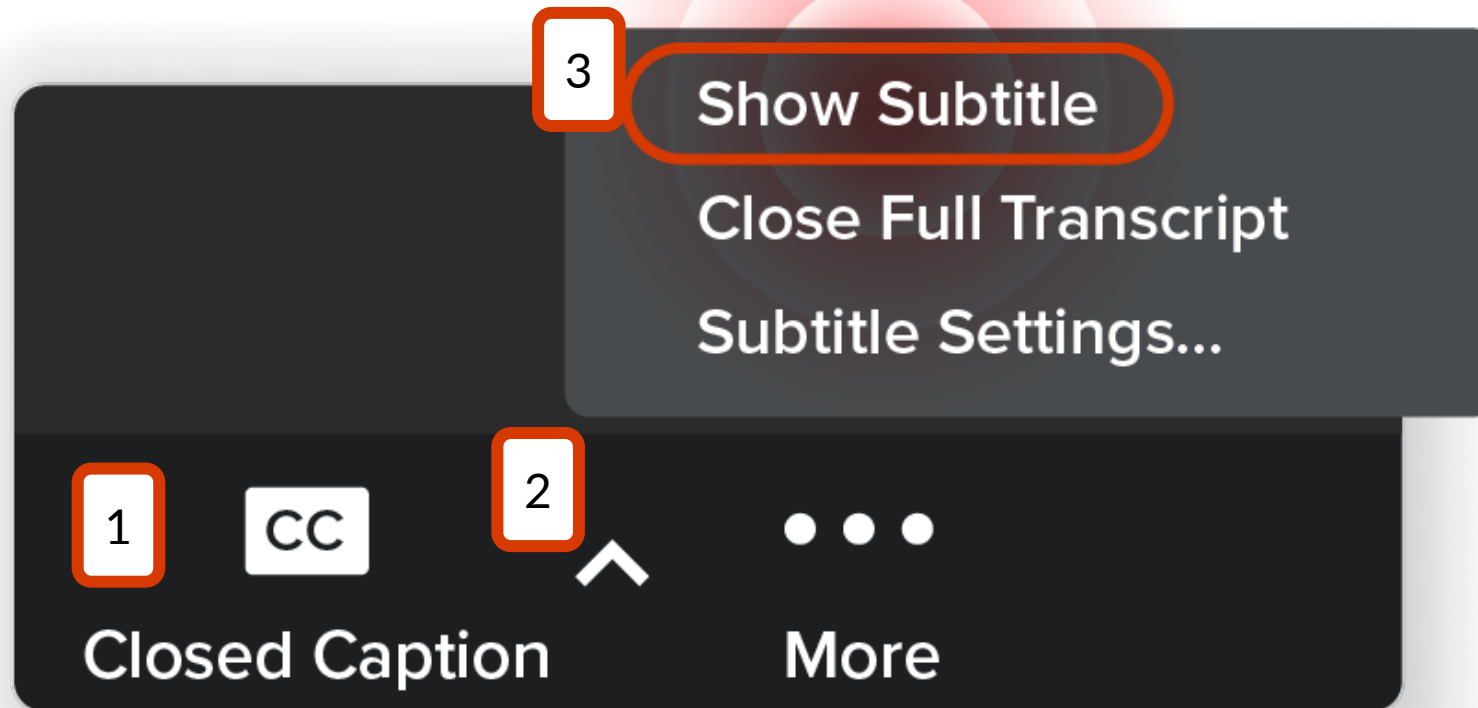 3
Show Subtitle
Close Full Transcript
Subtitle Settings...
1
CC
2
Closed Caption
More